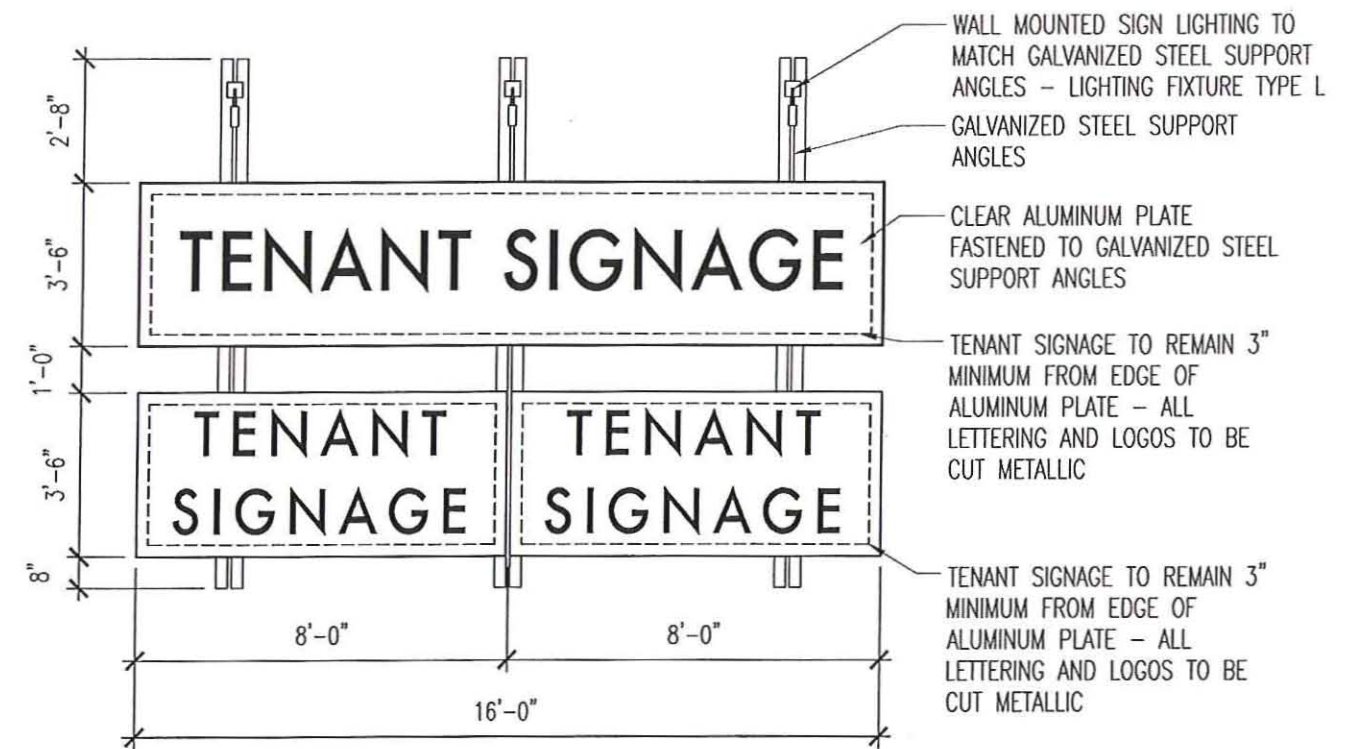 WALL MOUNTED SIGN LIGHTING TO
MATCH GALVANIZED STEEL SUPPORT
ANGLES – LIGHTING FIXTURE TYPE L
GALVANIZED STEEL SUPPORT
ANGLES
CLEAR ALUMINUM PLATE
FASTENED TO GALVANIZED STEEL
SUPPORT ANGLES
TENANT SIGNAGE TO REMAIN 3"
MINIMUM FROM EDGE OF
ALUMINUM PLATE – ALL
LETTERING AND LOGOS TO BE
CUT METALLIC
TENANT SIGNAGE TO REMAIN 3"
MINIMUM FROM EDGE OF
ALUMINUM PLATE – ALL
LETTERING AND LOGOS TO BE
CUT METALLIC
2'–8"
3'–6"
1'–0"
3'–6"
8"
TENANT SIGNAGE
TENANT
SIGNAGE
TENANT
SIGNAGE
8'–0"
8'–0"
16'–0"